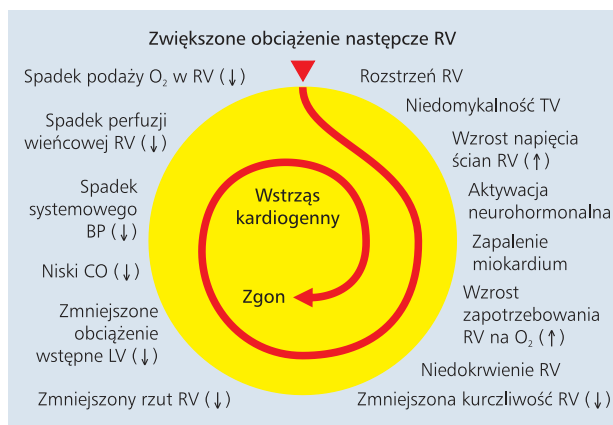 Zwiększone obciążenie następcze RV
Rozstrzeń RV
Niedomykalność TV
Wzrost napięcia
ścian RV (↑)
Aktywacja
neurohormonalna
Zapalenie
miokardium
Wzrost
zapotrzebowania
RV na O₂ (↑)
Niedokrwienie RV
Zmniejszona kurczliwość RV (↓)
Zmniejszony rzut RV (↓)
Zmniejszone
obciążenie
wstępne LV (↓)
Niski CO (↓)
Spadek
systemowego
BP (↓)
Spadek perfuzji
wieńcowej RV (↓)
Spadek podaży O₂ w RV (↓)
Wstrząs
kardiogenny
Zgon